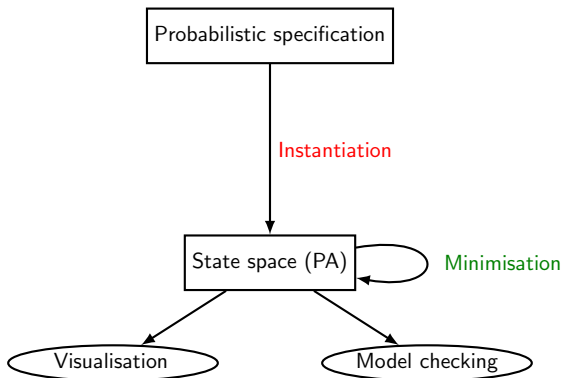 Probabilistic specification
Instantiation
State space (PA)
Minimisation
Visualisation
Model checking